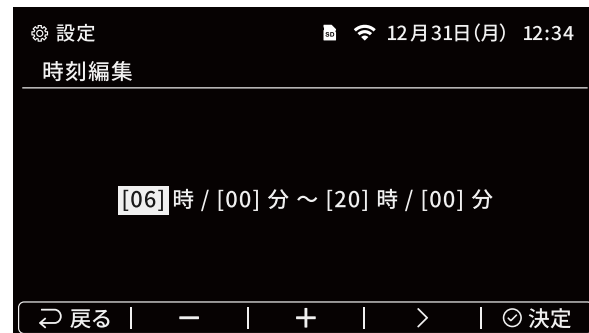 設定 SD 12月31日(月) 12:34
時刻編集
[06] 時 / [00] 分 ～ [20] 時 / [00] 分
戻る | − | + | > | 決定